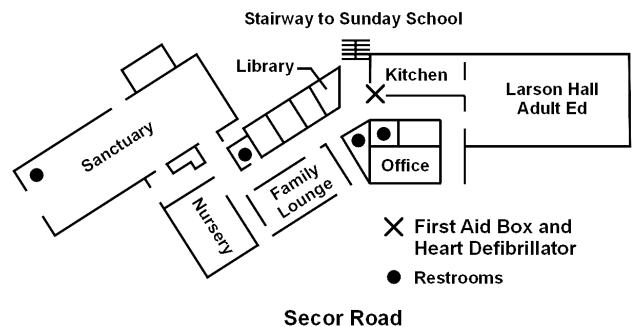 Stairway to Sunday School
Library
Kitchen
Larson Hall
Adult Ed
Sanctuary
Office
Family
Lounge
Nursery
First Aid Box and
Heart Defibrillator
Restrooms
Secor Road